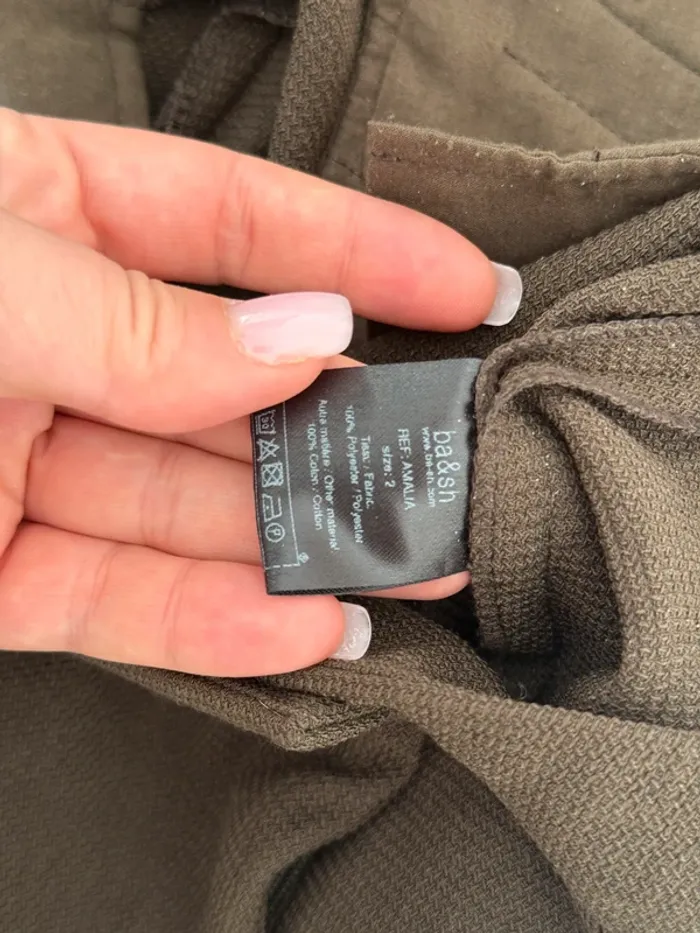 ba&sh
www.ba-sh.com
REF: AMALIA
size: 2
Tissu / Fabric
100% Polyester / Polyester
Autre matière / Other material
100% Coton / Cotton
30